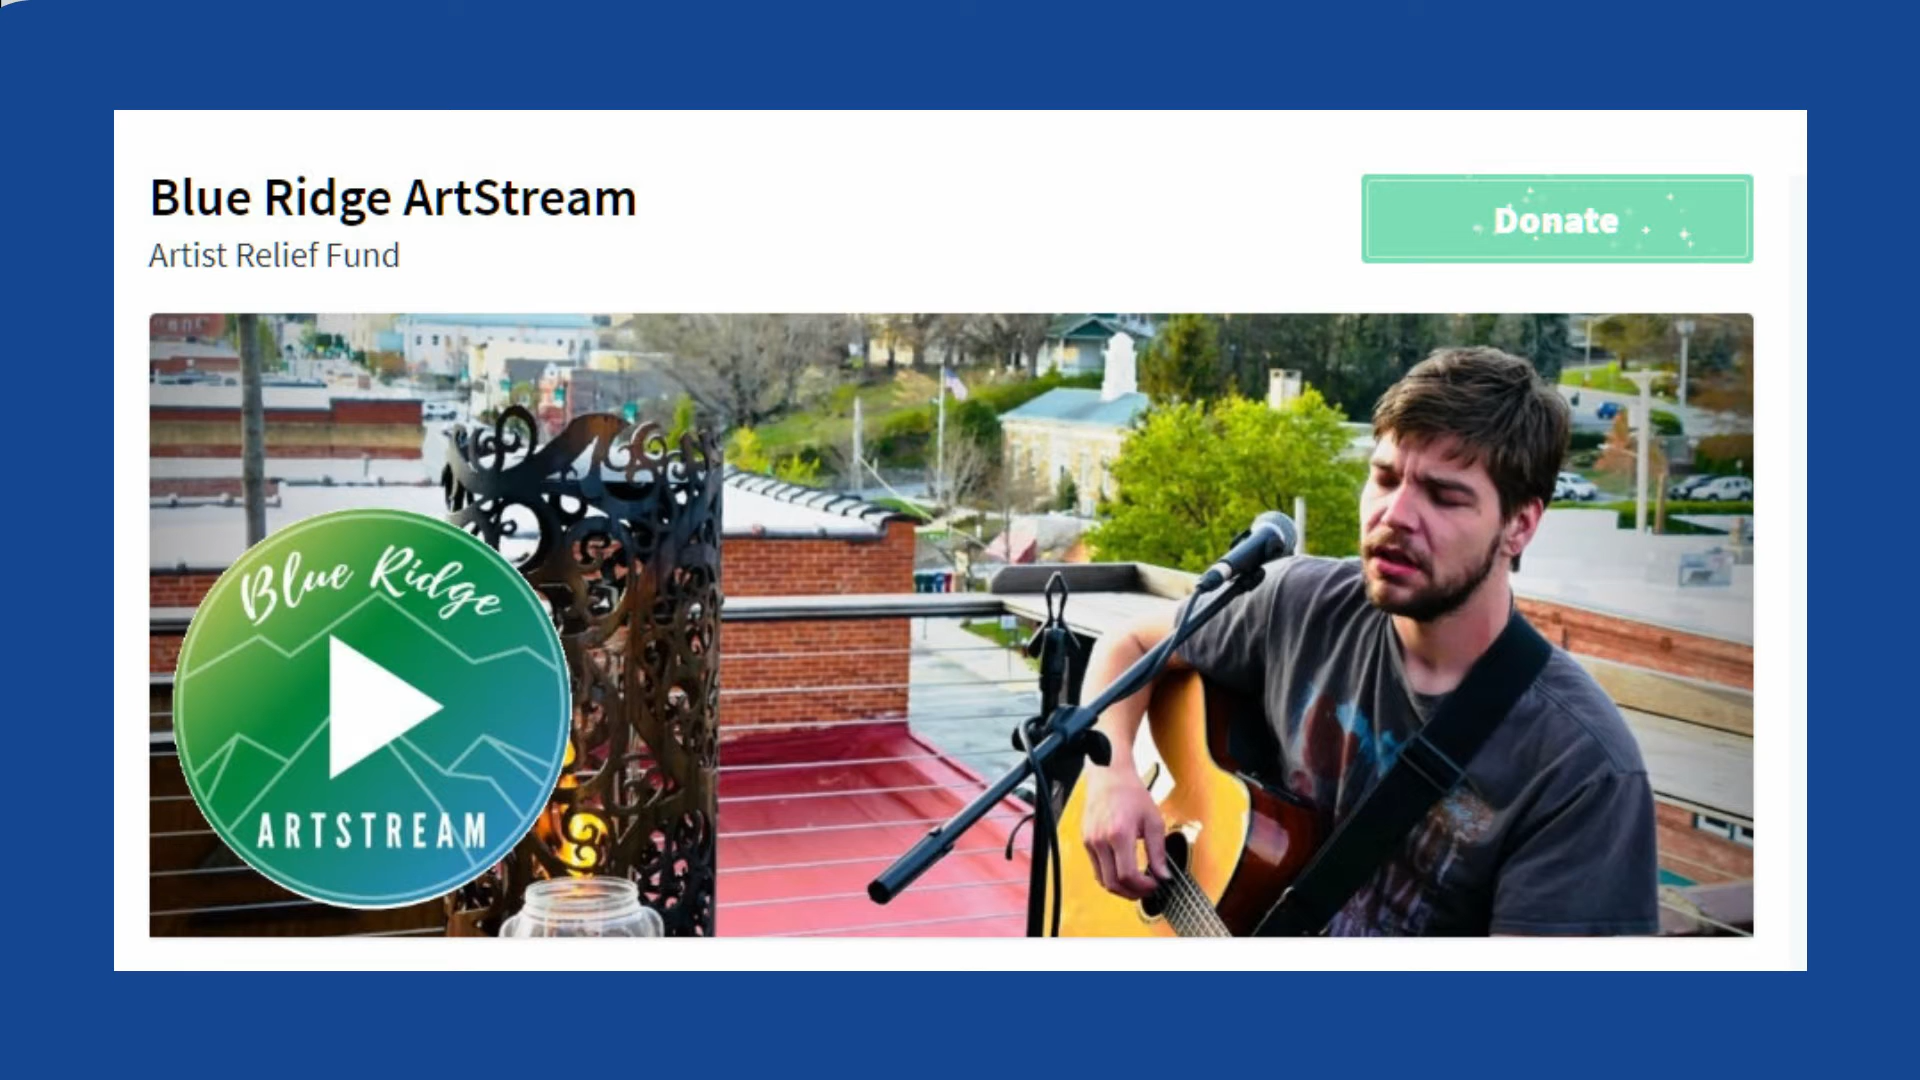 Blue Ridge ArtStream
Artist Relief Fund
Donate
Blue Ridge
ARTSTREAM